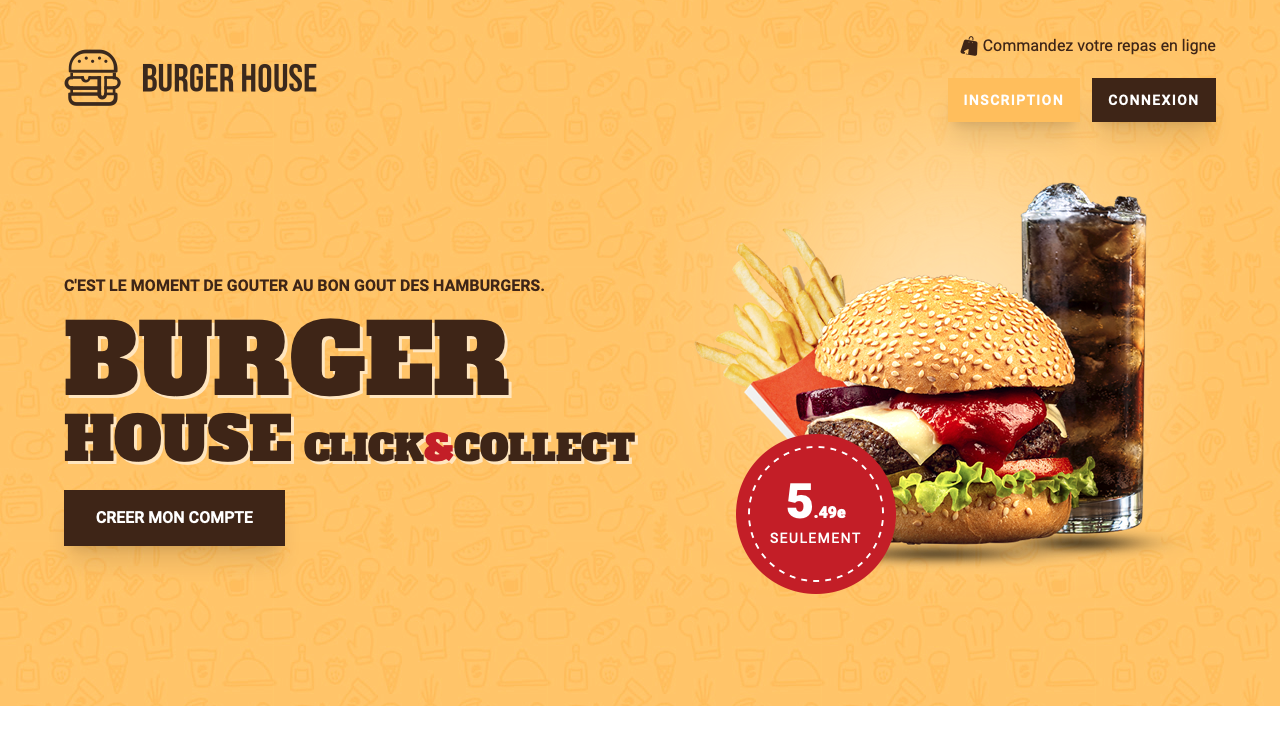 BURGER HOUSE
Commandez votre repas en ligne
INSCRIPTION
CONNEXION
C'EST LE MOMENT DE GOUTER AU BON GOUT DES HAMBURGERS.
BURGER
HOUSE CLICK&COLLECT
CREER MON COMPTE
5.49e
SEULEMENT